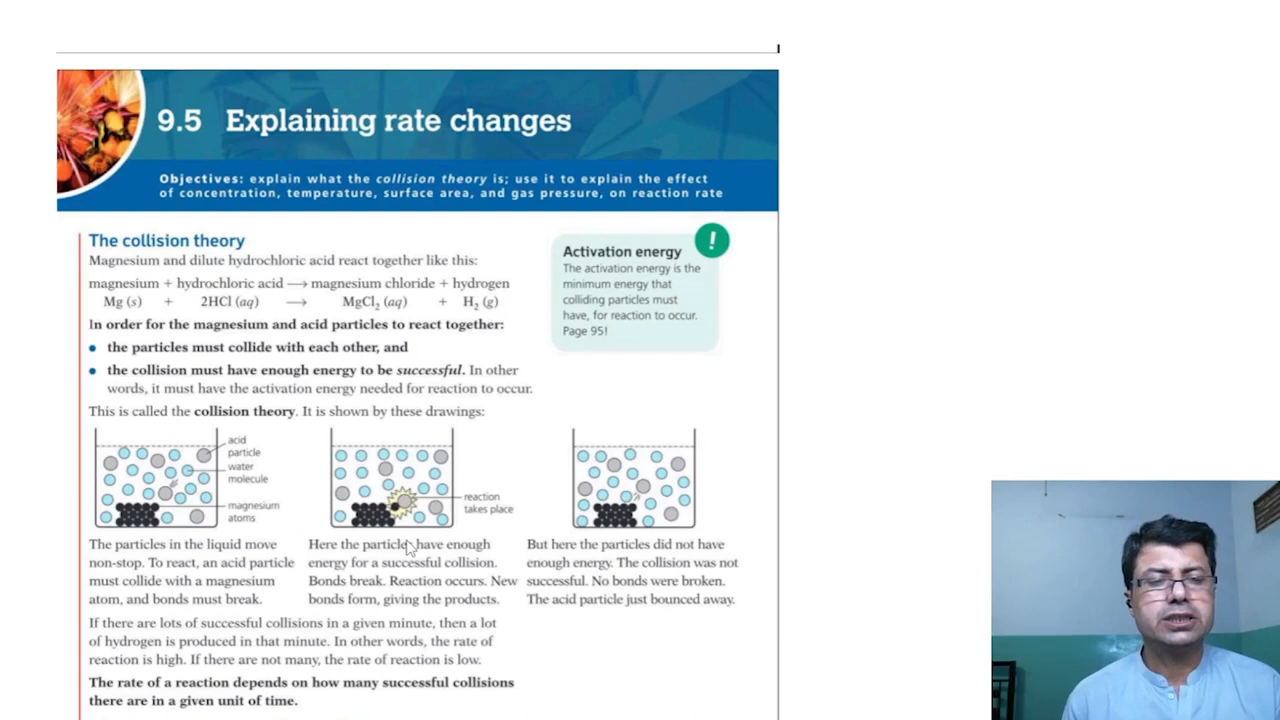 9.5 Explaining rate changes
Objectives: explain what the collision theory is; use it to explain the effect
of concentration, temperature, surface area, and gas pressure, on reaction rate
The collision theory
Magnesium and dilute hydrochloric acid react together like this:
magnesium + hydrochloric acid ⟶ magnesium chloride + hydrogen
Mg (s) + 2HCl (aq) ⟶ MgCl₂ (aq) + H₂ (g)
In order for the magnesium and acid particles to react together:
• the particles must collide with each other, and
• the collision must have enough energy to be successful. In other
words, it must have the activation energy needed for reaction to occur.
This is called the collision theory. It is shown by these drawings:
!
Activation energy
The activation energy is the
minimum energy that
colliding particles must
have, for reaction to occur.
Page 95!
acid
particle
water
molecule
magnesium
atoms
reaction
takes place
The particles in the liquid move
non-stop. To react, an acid particle
must collide with a magnesium
atom, and bonds must break.
Here the particles have enough
energy for a successful collision.
Bonds break. Reaction occurs. New
bonds form, giving the products.
But here the particles did not have
enough energy. The collision was not
successful. No bonds were broken.
The acid particle just bounced away.
If there are lots of successful collisions in a given minute, then a lot
of hydrogen is produced in that minute. In other words, the rate of
reaction is high. If there are not many, the rate of reaction is low.
The rate of a reaction depends on how many successful collisions
there are in a given unit of time.